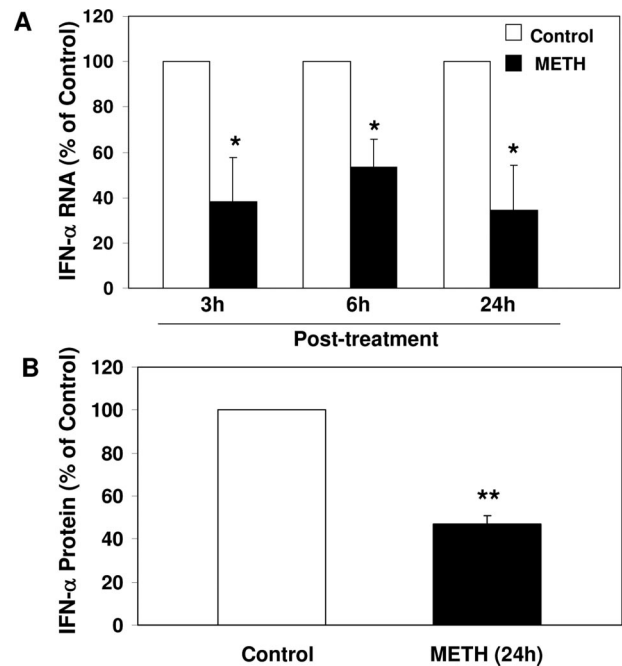 A
IFN-α RNA (% of Control)
120
100
80
60
40
20
0
Control
METH
*
*
*
3h 6h 24h
Post-treatment
B
IFN-α Protein (% of Control)
120
100
80
60
40
20
0
**
Control METH (24h)